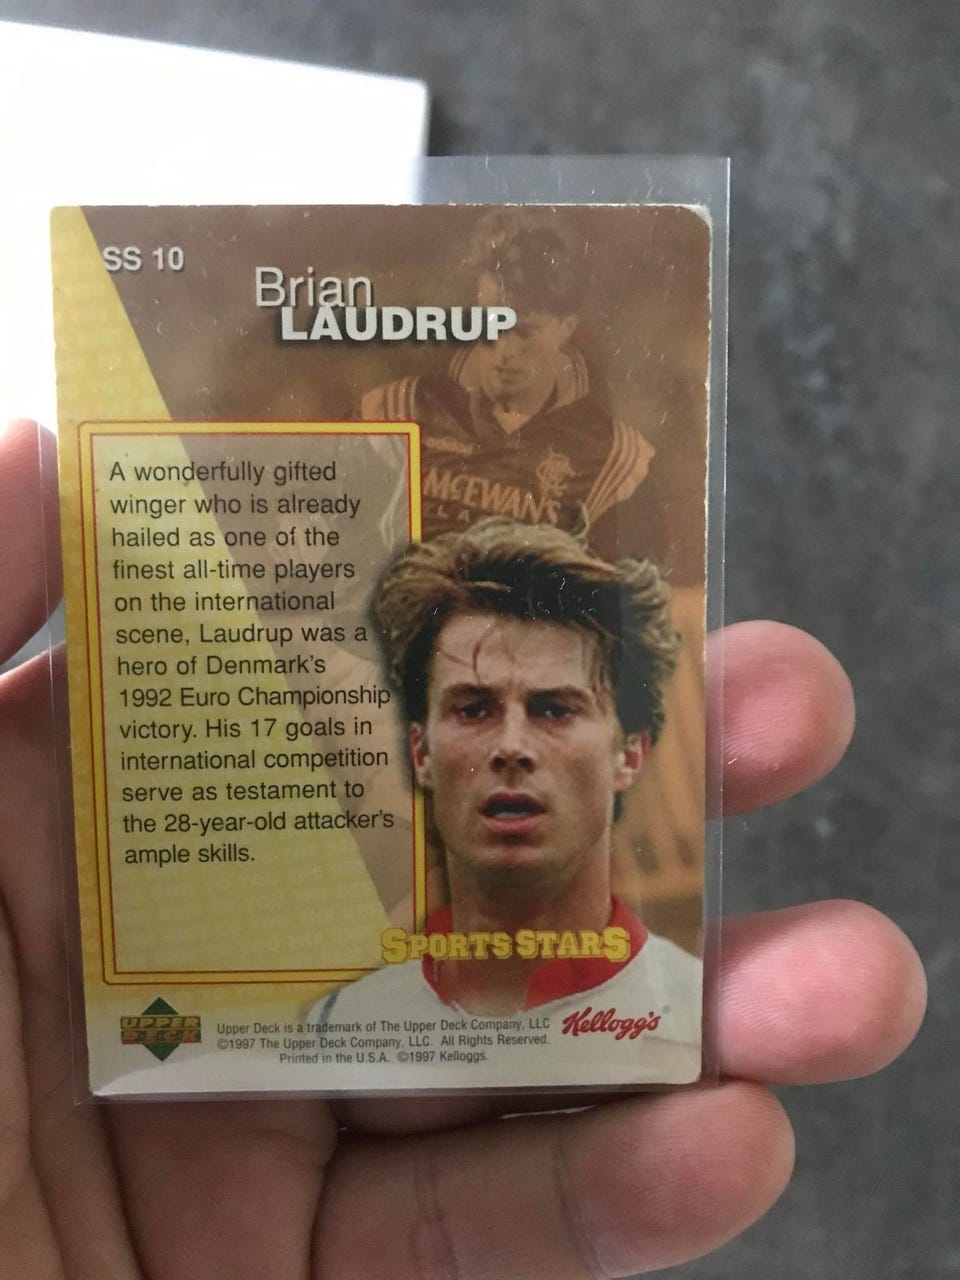 SS 10
Brian
LAUDRUP
McEWAN'S
LA
A wonderfully gifted
winger who is already
hailed as one of the
finest all-time players
on the international
scene, Laudrup was a
hero of Denmark's
1992 Euro Championship
victory. His 17 goals in
international competition
serve as testament to
the 28-year-old attacker's
ample skills.
SPORTS STARS
UPPER
DECK
Upper Deck is a trademark of The Upper Deck Company, LLC
©1997 The Upper Deck Company, LLC. All Rights Reserved.
Printed in the U.S.A. ©1997 Kelloggs.
Kellogg's®